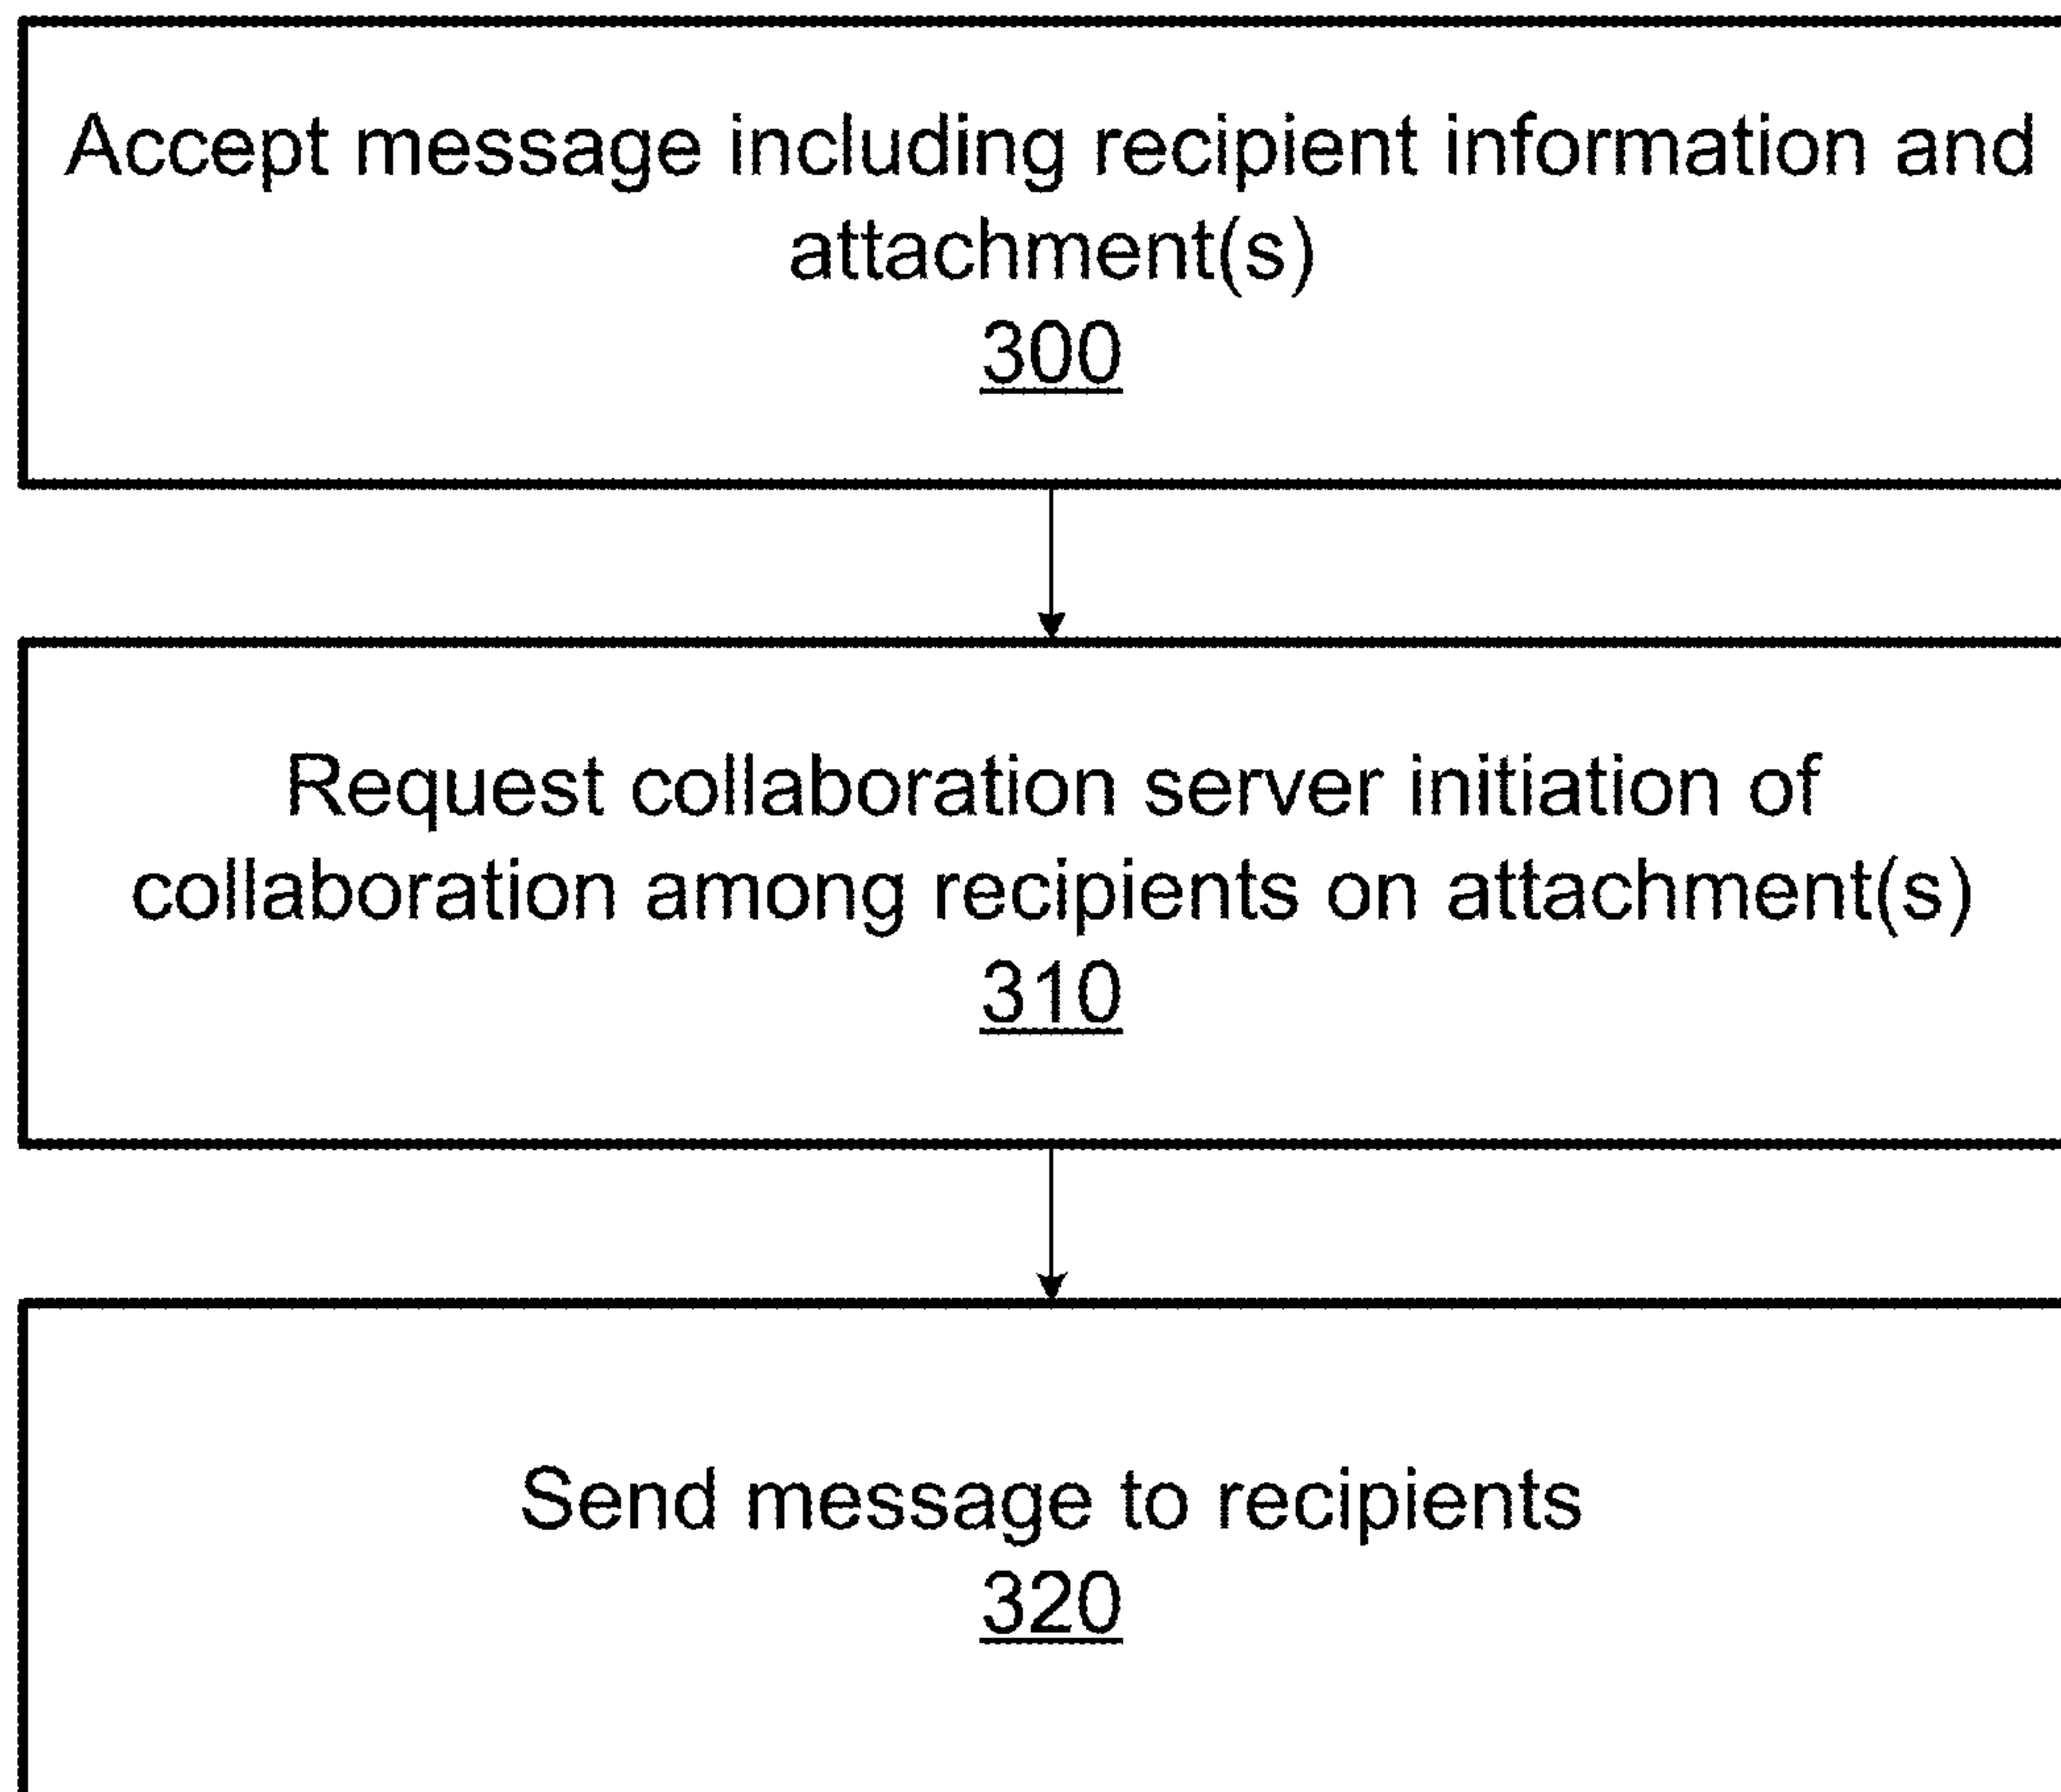 Accept message including recipient information and
attachment(s)
300
Request collaboration server initiation of
collaboration among recipients on attachment(s)
310
Send message to recipients
320